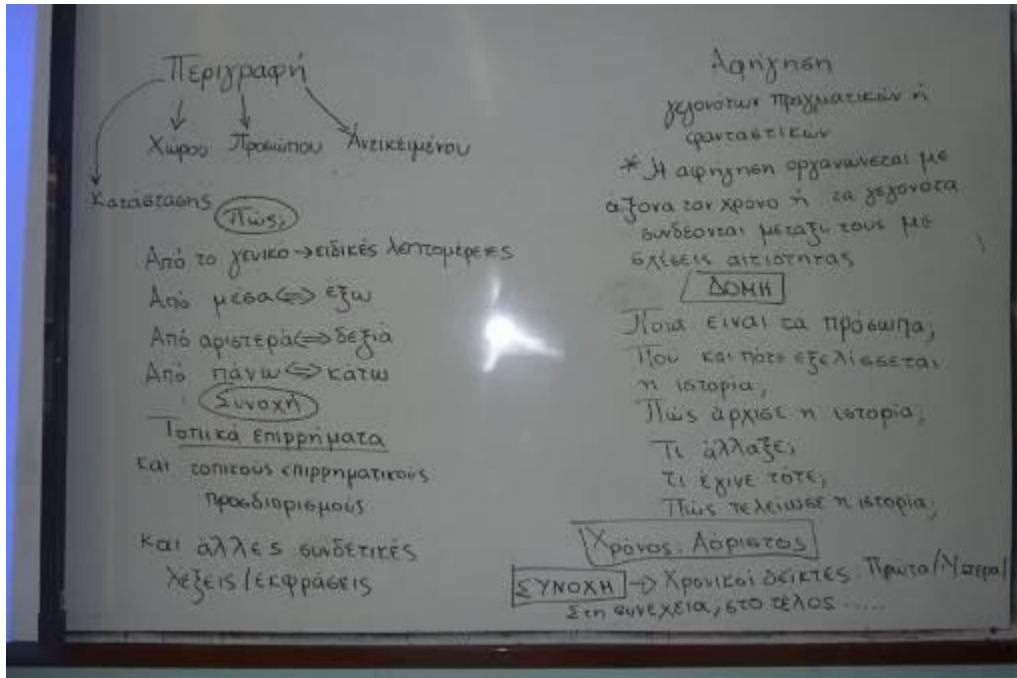 Περιγραφή
Χώρου Προσώπου Αντικειμένου
Κατάστασης
Πώς;
Από το γενικο → ειδικές λεπτομέρειες
Από μέσα ⇔ έξω
Από αριστερά ⇔ δεξιά
Από πάνω ⇔ κάτω
Συνοχή
Τοπικά επιρρήματα
και τοπικούς επιρρηματικούς
προσδιορισμούς
και άλλες συνδετικές
λέξεις/εκφράσεις
Αφήγηση
γεγονότων πραγματικών ή
φανταστικών
* Η αφήγηση οργανώνεται με
άξονα τον χρόνο ή τα γεγονότα
συνδέονται μεταξύ τους με
σχέσεις αιτιότητας
ΔΟΜΗ
Ποια είναι τα πρόσωπα;
Που και πότε εξελίσσεται
η ιστορία;
Πώς άρχισε η ιστορία;
Τι άλλαξε;
Τι έγινε τότε;
Πώς τελείωσε η ιστορία;
Χρόνος: Αόριστος
ΣΥΝΟΧΗ → Χρονικοί δείκτες Πρώτα/Ύστερα/
Στη συνέχεια, στο τέλος .....